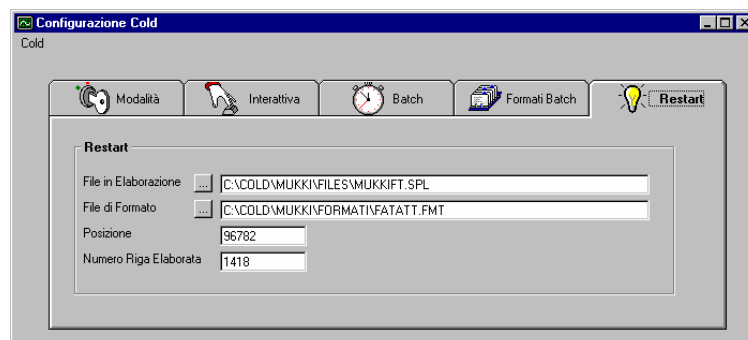 Configurazione Cold
Cold
Modalità Interattiva Batch Formati Batch Restart
Restart
File in Elaborazione ... C:\COLD\MUKKI\FILES\MUKKIFT.SPL
File di Formato ... C:\COLD\MUKKI\FORMATI\FATATT.FMT
Posizione 96782
Numero Riga Elaborata 1418